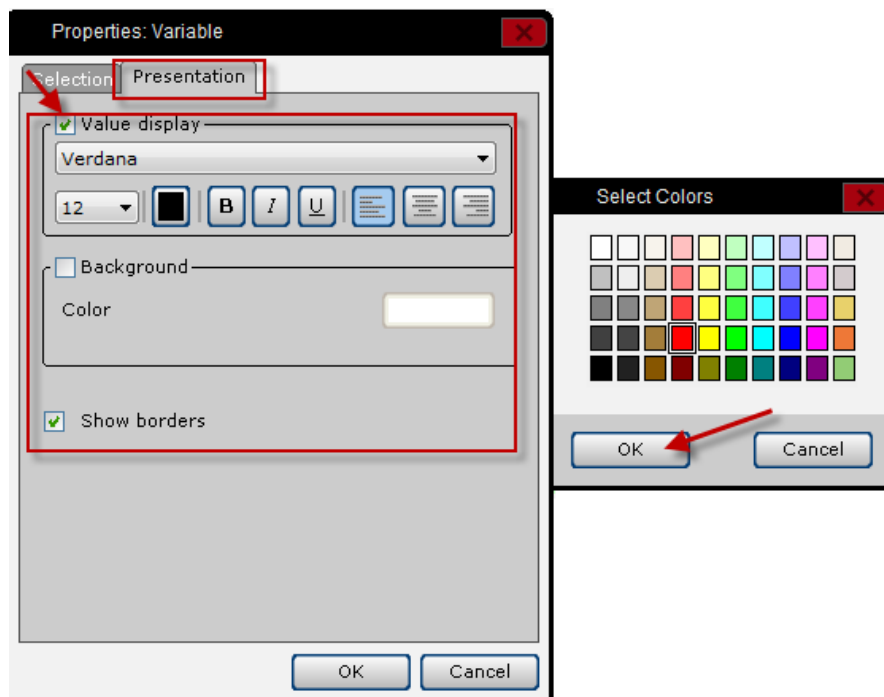 Properties: Variable
Selection
Presentation
Value display
Verdana
12
B
I
U
Background
Color
Show borders
OK
Cancel
Select Colors
OK
Cancel